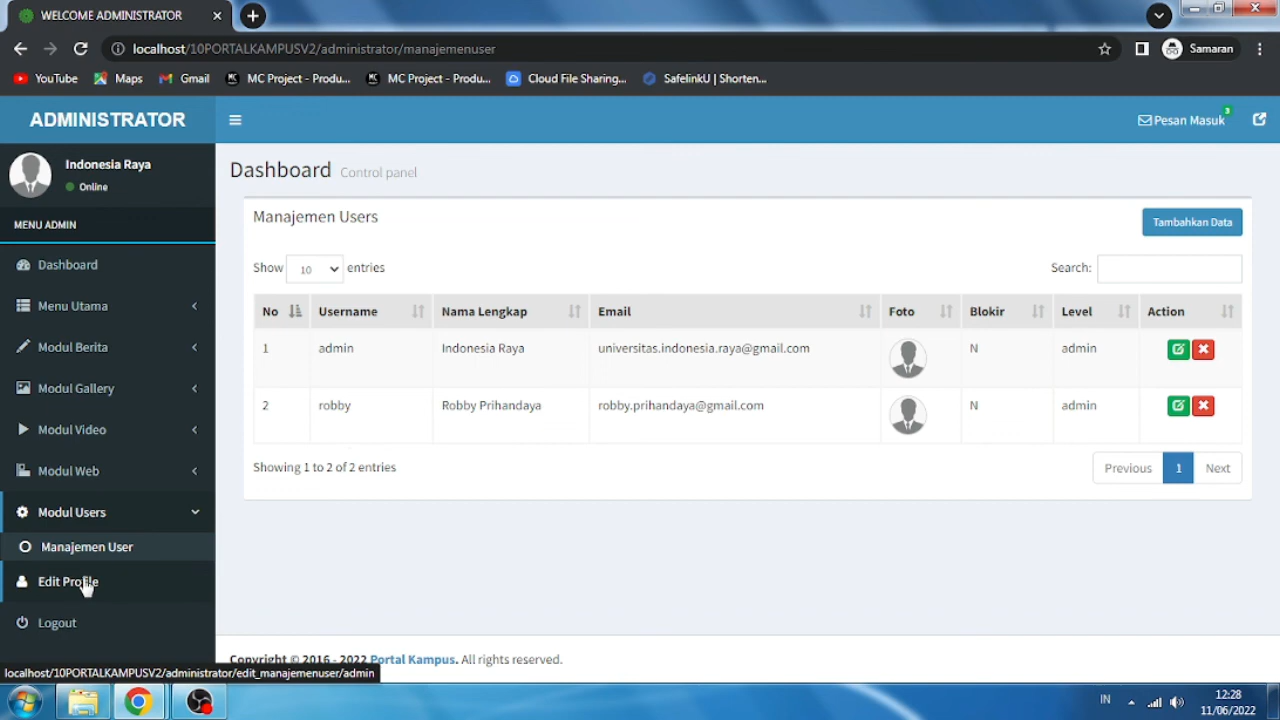 WELCOME ADMINISTRATOR
localhost/10PORTALKAMPUSV2/administrator/manajemenuser
Samaran
YouTube Maps Gmail MC Project - Produ... MC Project - Produ... Cloud File Sharing... SafelinkU | Shorten...
ADMINISTRATOR
Pesan Masuk 3
Indonesia Raya
Online
Dashboard Control panel
MENU ADMIN
Manajemen Users
Tambahkan Data
Dashboard
Menu Utama
Modul Berita
Modul Gallery
Modul Video
Modul Web
Modul Users
Manajemen User
Edit Profile
Logout
Show 10 entries
Search:
No Username Nama Lengkap Email Foto Blokir Level Action
1 admin Indonesia Raya universitas.indonesia.raya@gmail.com N admin
2 robby Robby Prihandaya robby.prihandaya@gmail.com N admin
Showing 1 to 2 of 2 entries
Previous 1 Next
Copyright © 2016 - 2022 Portal Kampus. All rights reserved.
localhost/10PORTALKAMPUSV2/administrator/edit_manajemenuser/admin
IN
12:28
11/06/2022